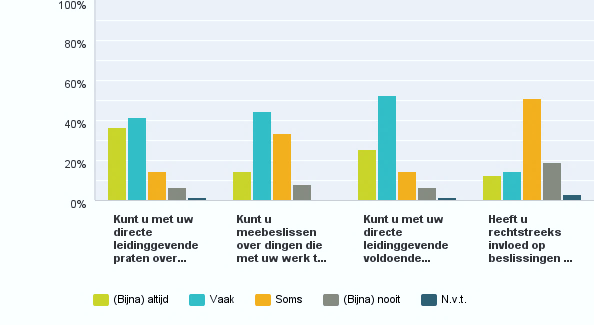 100%
80%
60%
40%
20%
0%
Kunt u met uw
directe
leidinggevende
praten over...
Kunt u
meebeslissen
over dingen die
met uw werk t...
Kunt u met uw
directe
leidinggevende
voldoende...
Heeft u
rechtstreeks
invloed op
beslissingen ...
(Bijna) altijd Vaak Soms (Bijna) nooit N.v.t.